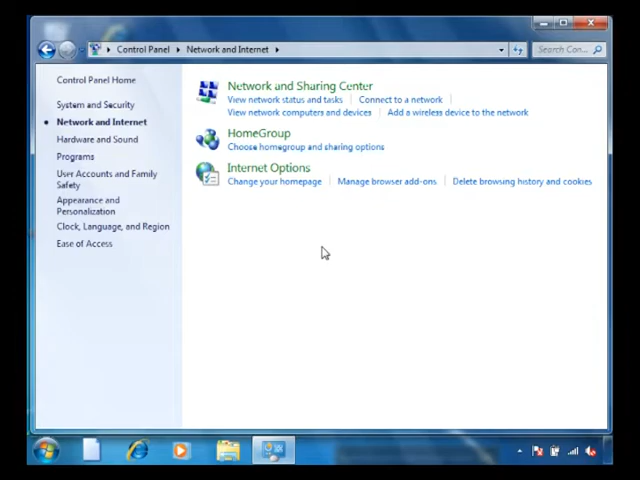 Control Panel Network and Internet
Search Con...
Control Panel Home
System and Security
Network and Internet
Hardware and Sound
Programs
User Accounts and Family
Safety
Appearance and
Personalization
Clock, Language, and Region
Ease of Access
Network and Sharing Center
View network status and tasks Connect to a network
View network computers and devices Add a wireless device to the network
HomeGroup
Choose homegroup and sharing options
Internet Options
Change your homepage Manage browser add-ons Delete browsing history and cookies